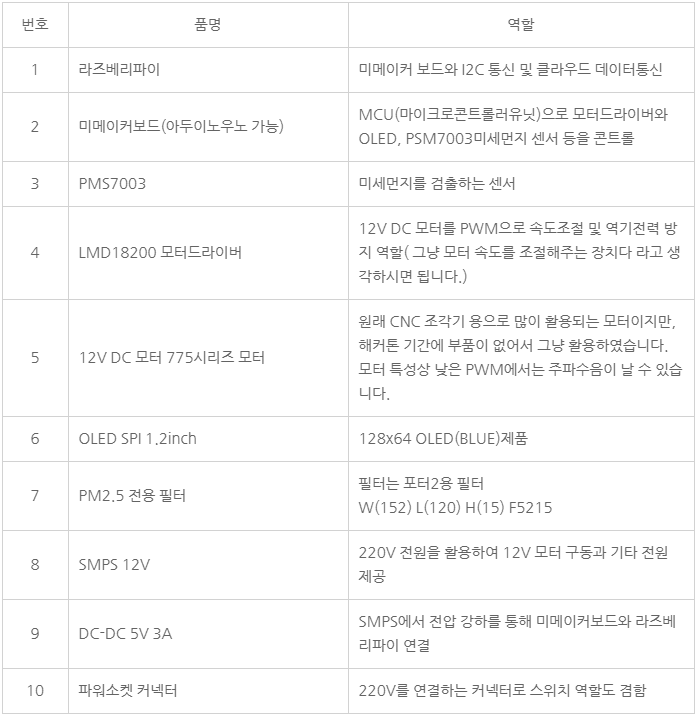 번호 품명 역할
1 라즈베리파이 미메이커 보드와 I2C 통신 및 클라우드 데이터통신
2 미메이커보드(아두이노우노 가능) MCU(마이크로콘트롤러유닛)으로 모터드라이버와
OLED, PSM7003미세먼지 센서 등을 콘트롤
3 PMS7003 미세먼지를 검출하는 센서
4 LMD18200 모터드라이버 12V DC 모터를 PWM으로 속도조절 및 역기전력 방
지 역할( 그냥 모터 속도를 조절해주는 장치다 라고 생
각하시면 됩니다.)
5 12V DC 모터 775시리즈 모터 원래 CNC 조각기 용으로 많이 활용되는 모터이지만,
해커톤 기간에 부품이 없어서 그냥 활용하였습니다.
모터 특성상 낮은 PWM에서는 주파수음이 날 수 있습
니다.
6 OLED SPI 1.2inch 128x64 OLED(BLUE)제품
7 PM2.5 전용 필터 필터는 포터2용 필터
W(152) L(120) H(15) F5215
8 SMPS 12V 220V 전원을 활용하여 12V 모터 구동과 기타 전원
제공
9 DC-DC 5V 3A SMPS에서 전압 강하를 통해 미메이커보드와 라즈베
리파이 연결
10 파워소켓 커넥터 220V를 연결하는 커넥터로 스위치 역할도 겸함